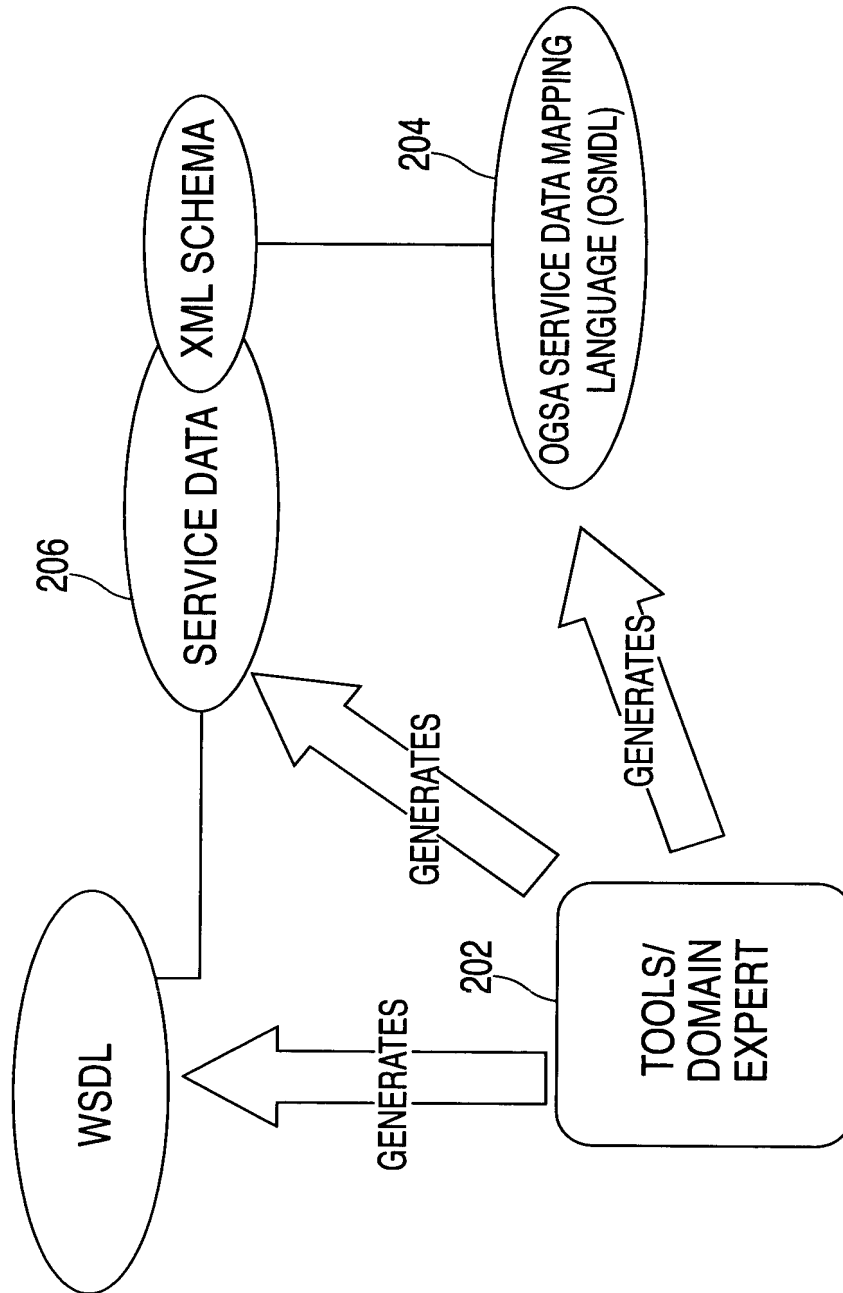 WSDL
206
SERVICE DATA
XML SCHEMA
GENERATES
GENERATES
GENERATES
204
OGSA SERVICE DATA MAPPING
LANGUAGE (OSMDL)
202
TOOLS/
DOMAIN
EXPERT